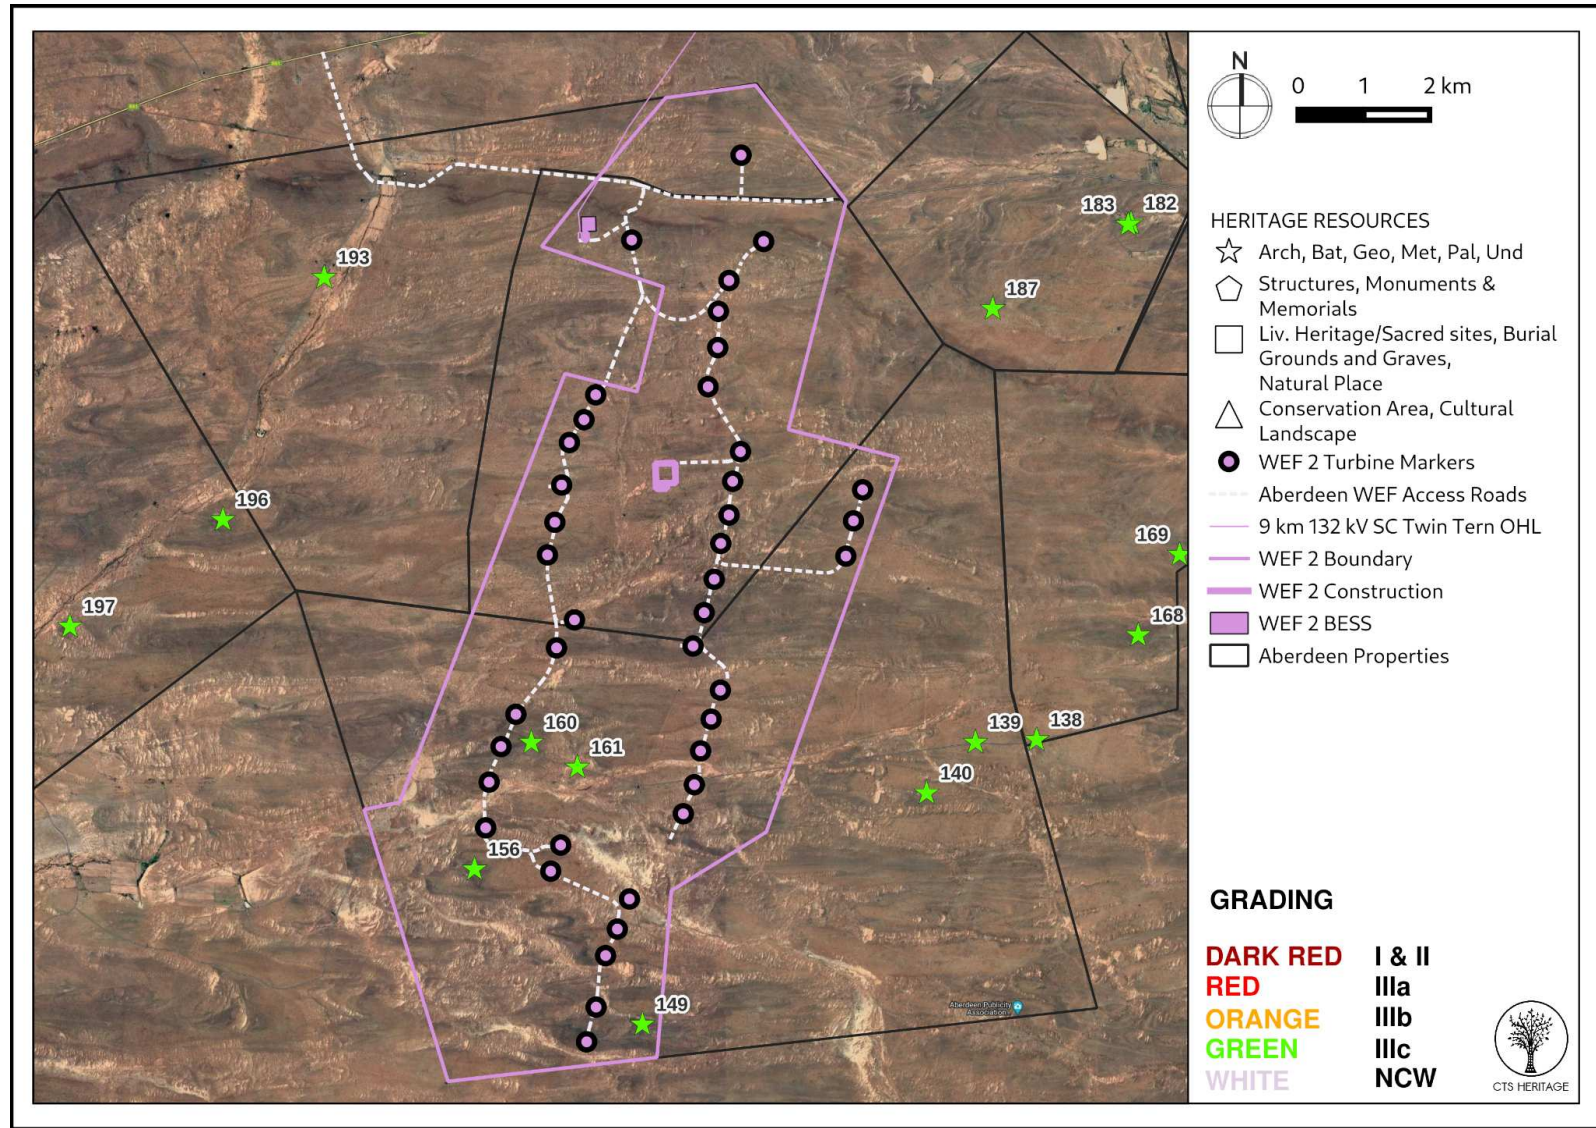 N
0 1 2 km
HERITAGE RESOURCES
Arch, Bat, Geo, Met, Pal, Und
Structures, Monuments &
Memorials
Liv. Heritage/Sacred sites, Burial
Grounds and Graves,
Natural Place
Conservation Area, Cultural
Landscape
WEF 2 Turbine Markers
Aberdeen WEF Access Roads
9 km 132 kV SC Twin Tern OHL
WEF 2 Boundary
WEF 2 Construction
WEF 2 BESS
Aberdeen Properties
GRADING
DARK RED I & II
RED IIIa
ORANGE IIIb
GREEN IIIc
WHITE NCW
CTS HERITAGE
183 182
193
187
196
169
197
168
160
139 138
161
140
156
149
Aberdeen Publicity
Association